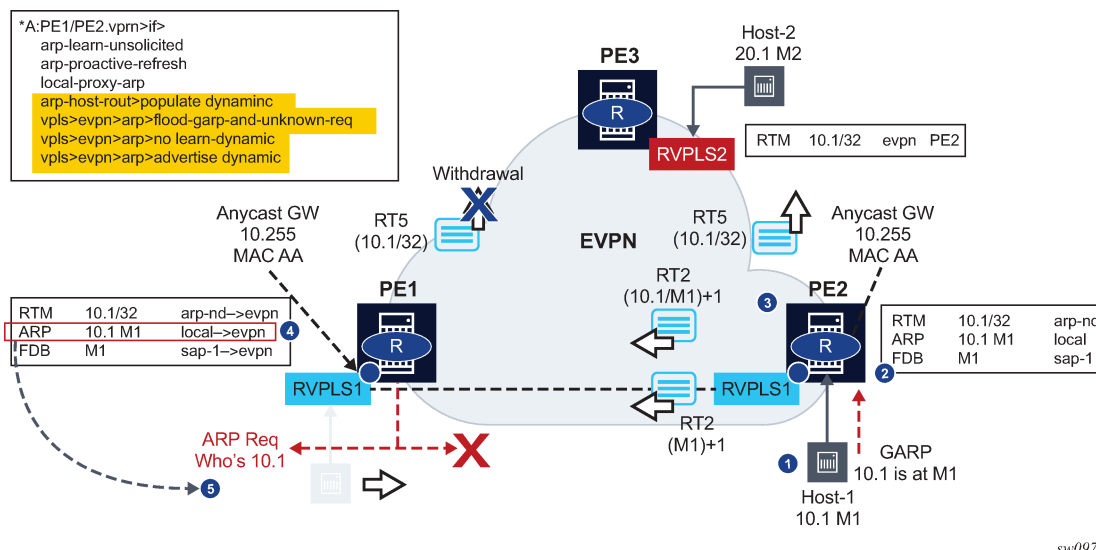 *A:PE1/PE2.vprn>if>
arp-learn-unsolicited
arp-proactive-refresh
local-proxy-arp
arp-host-rout>populate dynaminc
vpls>evpn>arp>flood-garp-and-unknown-req
vpls>evpn>arp>no learn-dynamic
vpls>evpn>arp>advertise dynamic
Host-2
20.1 M2
PE3
R
RVPLS2
RTM 10.1/32 evpn PE2
Withdrawal
X
RT5
(10.1/32)
RT5
(10.1/32)
Anycast GW
10.255
MAC AA
Anycast GW
10.255
MAC AA
EVPN
RT2
(10.1/M1)+1
3
PE1
R
PE2
R
RTM 10.1/32 arp-nd–>evpn
ARP 10.1 M1 local–>evpn
FDB M1 sap-1–>evpn
4
RTM 10.1/32 arp-nd
ARP 10.1 M1 local
FDB M1 sap-1
2
RVPLS1
RVPLS1
RT2
(M1)+1
ARP Req
Who's 10.1
X
5
1
GARP
10.1 is at M1
Host-1
10.1 M1
sw097